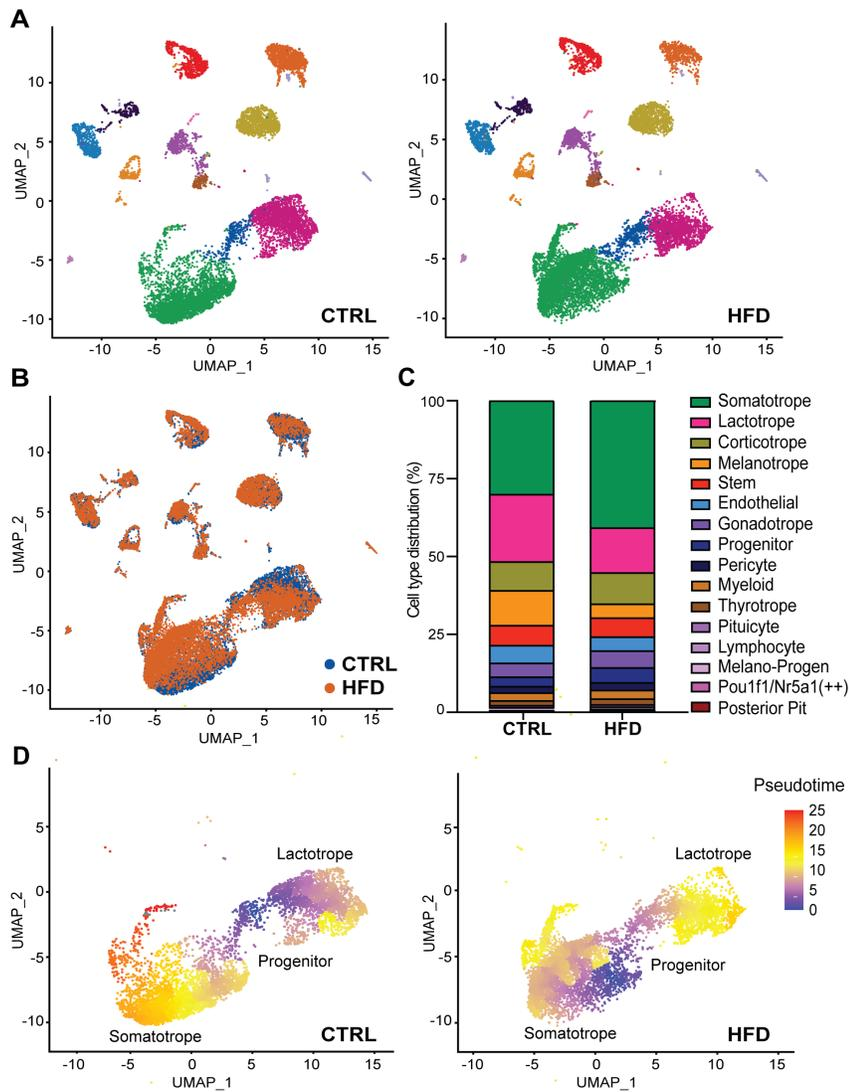 A
10
5
0
-5
-10
UMAP_2
-10
-5
0
5
10
15
UMAP_1
CTRL
10
5
0
-5
-10
UMAP_2
-10
-5
0
5
10
15
UMAP_1
HFD
B
10
5
0
-5
-10
UMAP_2
-10
-5
0
5
10
15
UMAP_1
CTRL
HFD
C
100
75
50
25
0
Cell type distribution (%)
CTRL
HFD
Somatotrope
Lactotrope
Corticotrope
Melanotrope
Stem
Endothelial
Gonadotrope
Progenitor
Pericyte
Myeloid
Thyrotrope
Pituicyte
Lymphocyte
Melano-Progen
Pou1f1/Nr5a1(++)
Posterior Pit
D
5
0
-5
-10
UMAP_2
Lactotrope
Progenitor
Somatotrope
CTRL
-10
-5
0
5
10
15
UMAP_1
5
0
-5
-10
UMAP_2
Lactotrope
Progenitor
Somatotrope
HFD
-10
-5
0
5
10
15
UMAP_1
Pseudotime
25
20
15
10
5
0